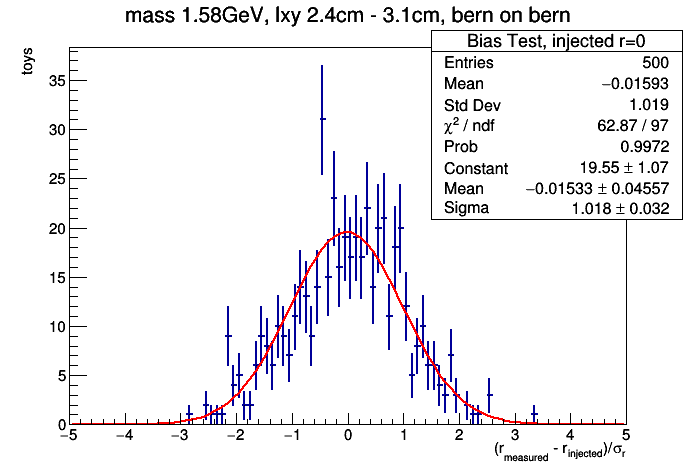 mass 1.58GeV, lxy 2.4cm - 3.1cm, bern on bern
Bias Test, injected r=0
Entries 500
Mean −0.01593
Std Dev 1.019
χ² / ndf 62.87 / 97
Prob 0.9972
Constant 19.55 ± 1.07
Mean −0.01533 ± 0.04557
Sigma 1.018 ± 0.032
toys
35
30
25
20
15
10
5
0
−5 −4 −3 −2 −1 0 1 2 3 4 5
(r_measured - r_injected)/σ_r